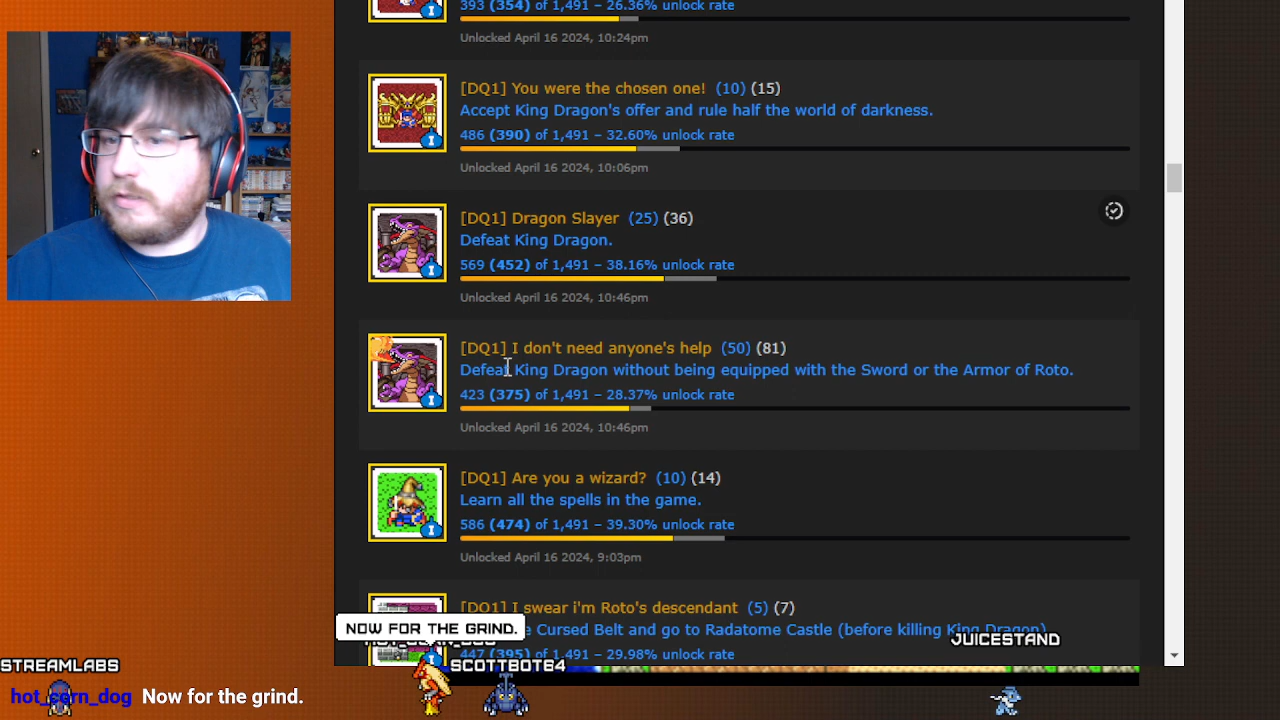 393 (354) of 1,491 – 26.36% unlock rate
Unlocked April 16 2024, 10:24pm
[DQ1] You were the chosen one! (10) (15)
Accept King Dragon's offer and rule half the world of darkness.
486 (390) of 1,491 – 32.60% unlock rate
Unlocked April 16 2024, 10:06pm
[DQ1] Dragon Slayer (25) (36)
Defeat King Dragon.
569 (452) of 1,491 – 38.16% unlock rate
Unlocked April 16 2024, 10:46pm
[DQ1] I don't need anyone's help (50) (81)
Defeat King Dragon without being equipped with the Sword or the Armor of Roto.
423 (375) of 1,491 – 28.37% unlock rate
Unlocked April 16 2024, 10:46pm
[DQ1] Are you a wizard? (10) (14)
Learn all the spells in the game.
586 (474) of 1,491 – 39.30% unlock rate
Unlocked April 16 2024, 9:03pm
[DQ1] I swear i'm Roto's descendant (5) (7)
Cursed Belt and go to Radatome Castle (before killing King Dragon)
447 (395) of 1,491 – 29.98% unlock rate
NOW FOR THE GRIND.
JUICESTAND
STREAMLABS
SCOTTBOT64
hot_corn_dog Now for the grind.